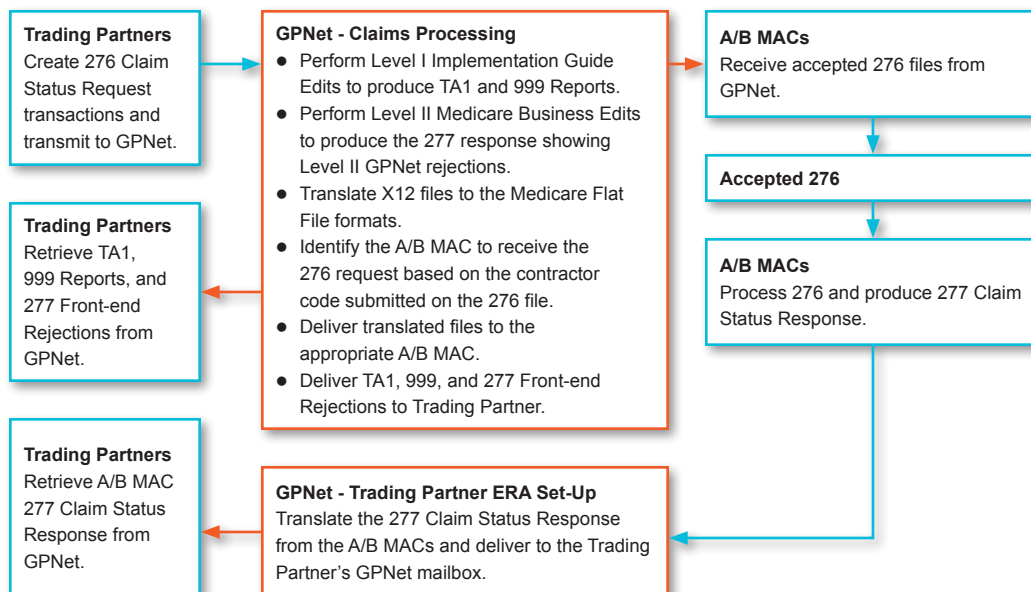 Trading Partners
Create 276 Claim
Status Request
transactions and
transmit to GPNet.
GPNet - Claims Processing
● Perform Level I Implementation Guide
Edits to produce TA1 and 999 Reports.
● Perform Level II Medicare Business Edits
to produce the 277 response showing
Level II GPNet rejections.
● Translate X12 files to the Medicare Flat
File formats.
● Identify the A/B MAC to receive the
276 request based on the contractor
code submitted on the 276 file.
● Deliver translated files to the
appropriate A/B MAC.
● Deliver TA1, 999, and 277 Front-end
Rejections to Trading Partner.
A/B MACs
Receive accepted 276 files from
GPNet.
Accepted 276
A/B MACs
Process 276 and produce 277 Claim
Status Response.
Trading Partners
Retrieve TA1,
999 Reports, and
277 Front-end
Rejections from
GPNet.
Trading Partners
Retrieve A/B MAC
277 Claim Status
Response from
GPNet.
GPNet - Trading Partner ERA Set-Up
Translate the 277 Claim Status Response
from the A/B MACs and deliver to the Trading
Partner's GPNet mailbox.